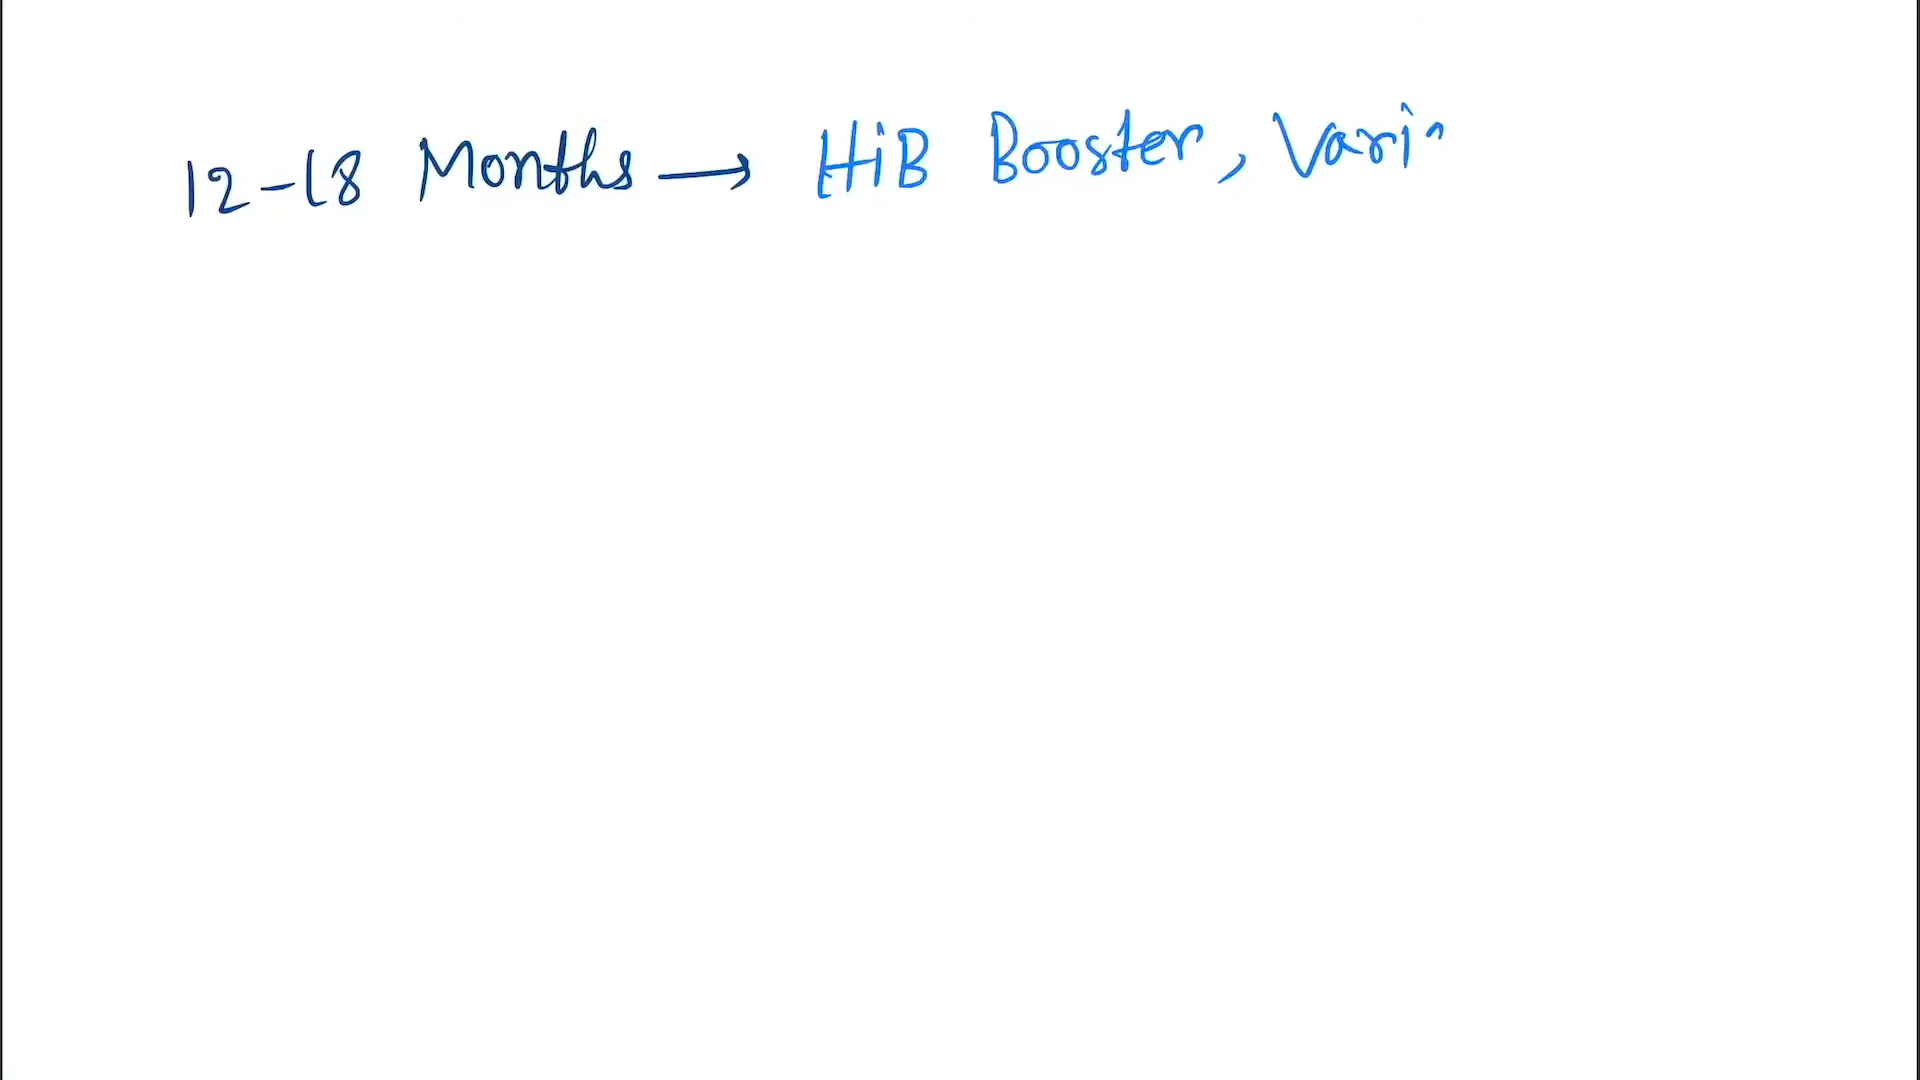 12-18 Months → HiB Booster, Vari